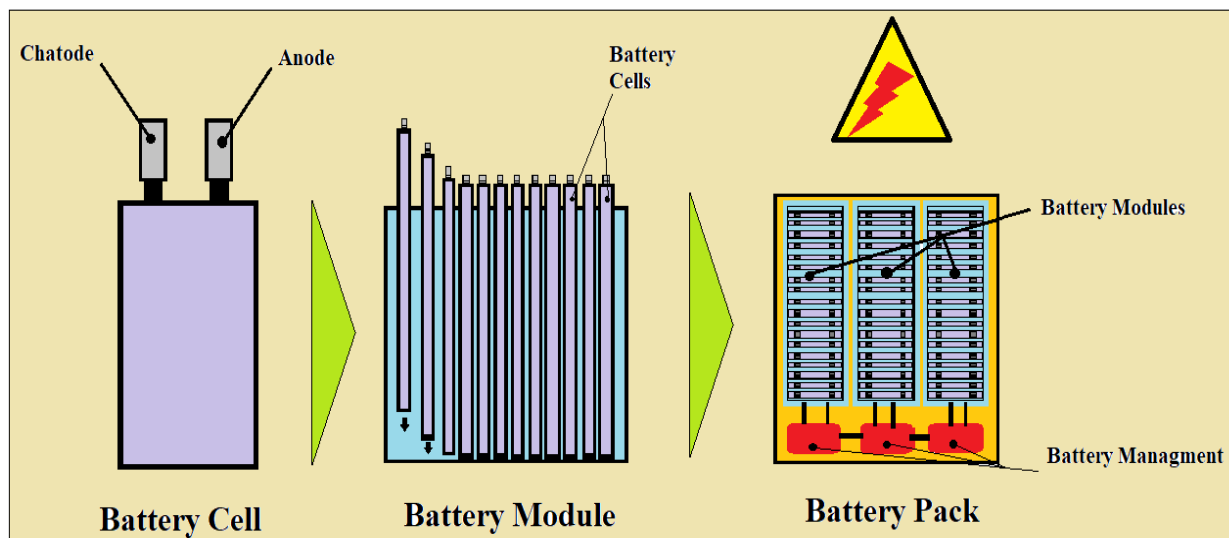 Chatode
Anode
Battery
Cells
Battery Modules
Battery Managment
Battery Cell
Battery Module
Battery Pack